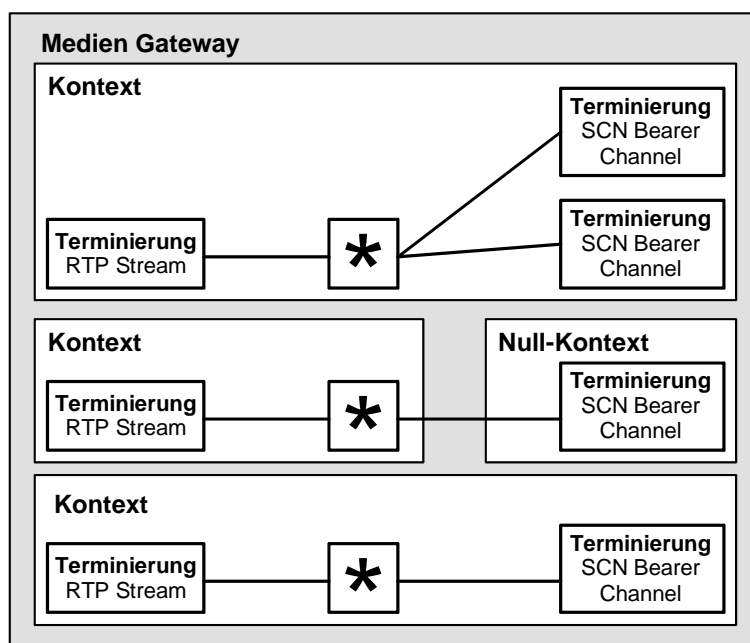 Medien Gateway
Kontext
Terminierung
SCN Bearer
Channel
Terminierung
RTP Stream
*
Terminierung
SCN Bearer
Channel
Kontext
Terminierung
RTP Stream
*
Null-Kontext
Terminierung
SCN Bearer
Channel
Kontext
Terminierung
RTP Stream
*
Terminierung
SCN Bearer
Channel